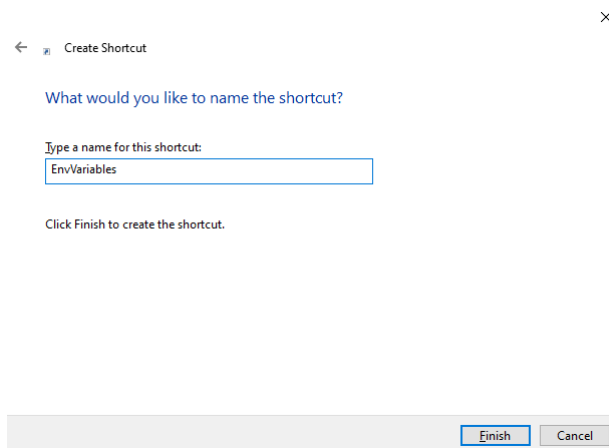 Create Shortcut
What would you like to name the shortcut?
Type a name for this shortcut:
EnvVariables
Click Finish to create the shortcut.
Finish Cancel